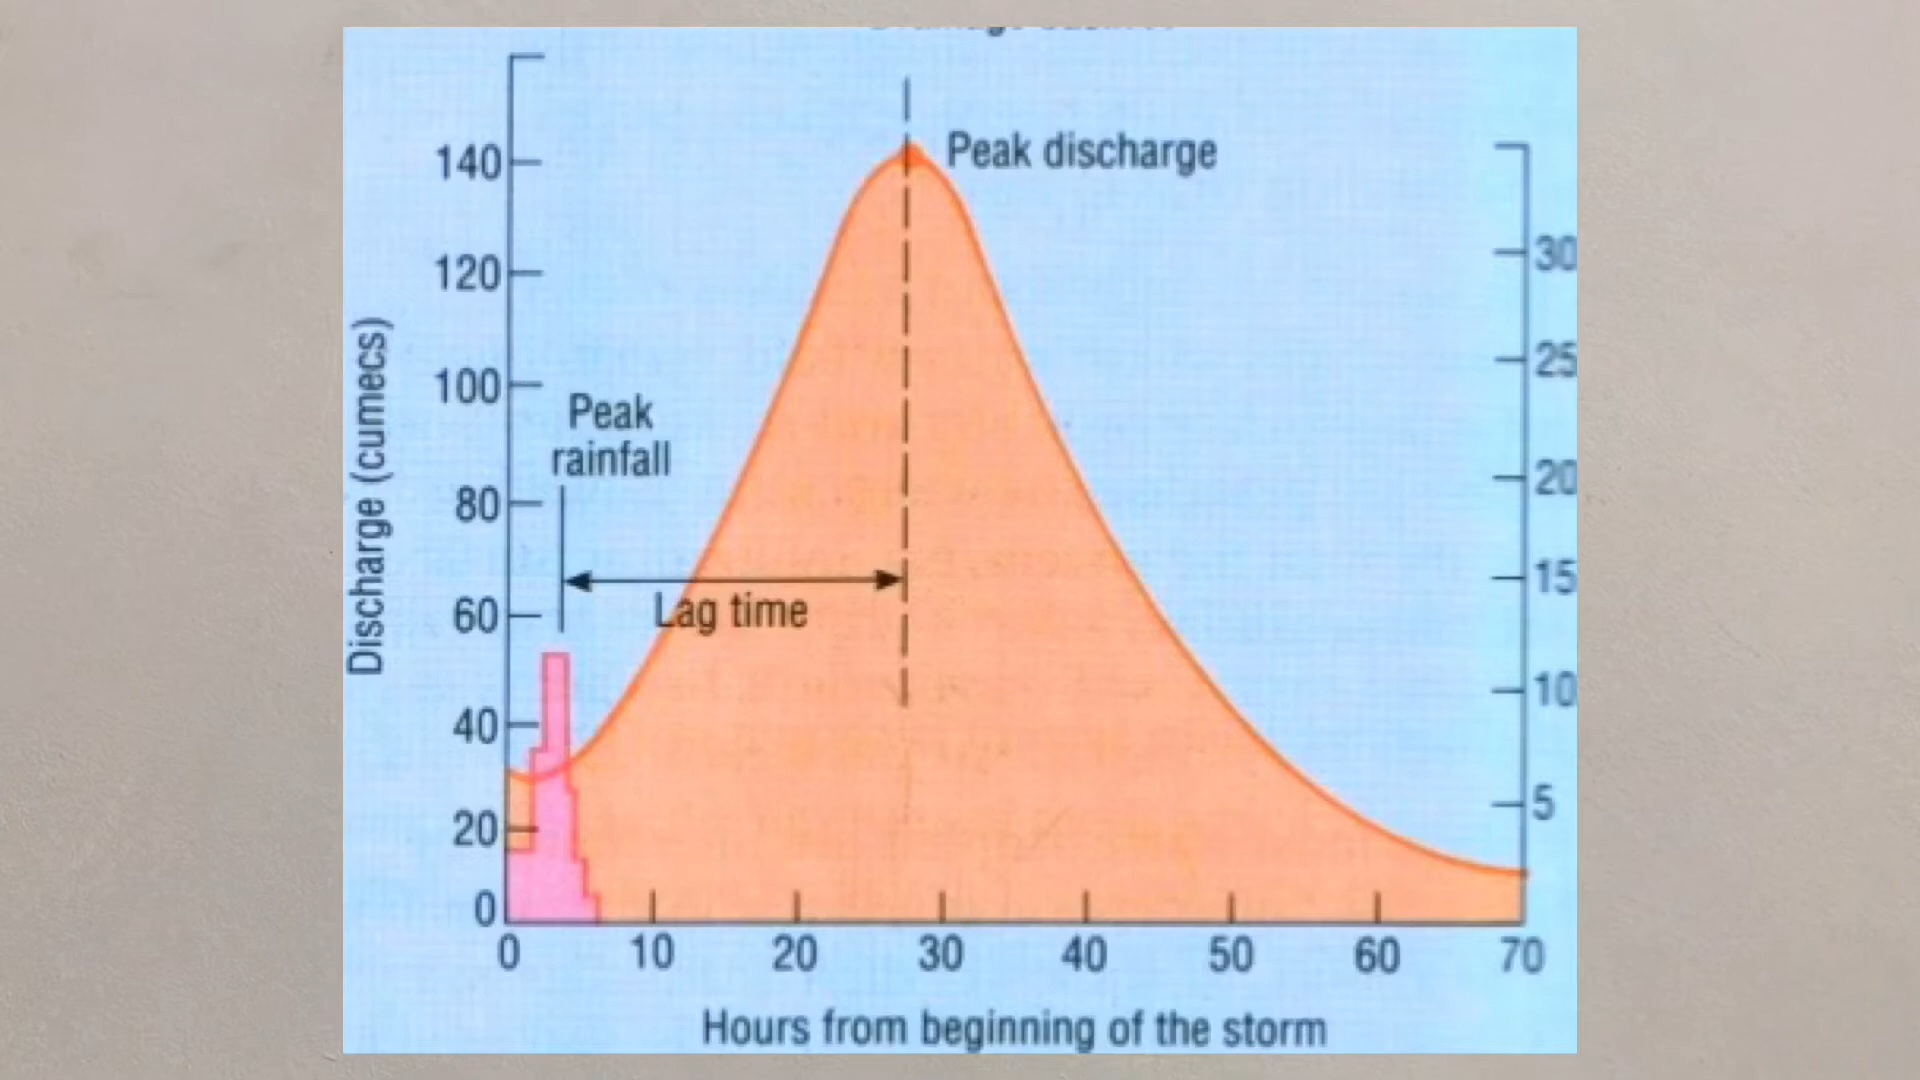 Peak discharge
140
120
100
80
60
40
20
0
Discharge (cumecs)
Peak
rainfall
Lag time
30
25
20
15
10
5
0 10 20 30 40 50 60 70
Hours from beginning of the storm